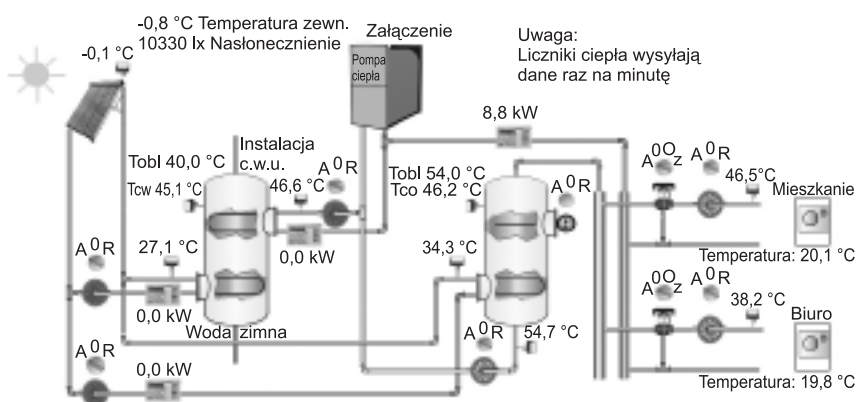 -0,8 °C Temperatura zewn.
10330 lx Nasłonecznienie
-0,1 °C
Załączenie
Pompa
ciepła
Uwaga:
Liczniki ciepła wysyłają
dane raz na minutę
8,8 kW
Instalacja
c.w.u.
Tobl 40,0 °C
Tcw 45,1 °C
46,6 °C
A 0 R
0,0 kW
27,1 °C
A 0 R
0,0 kW
Woda zimna
A 0 R
0,0 kW
Tobl 54,0 °C
Tco 46,2 °C
A 0 R
34,3 °C
A 0 R
54,7 °C
A 0 O z
A 0 R
46,5°C
Mieszkanie
Temperatura: 20,1 °C
A 0 O z
A 0 R
38,2 °C
Biuro
Temperatura: 19,8 °C